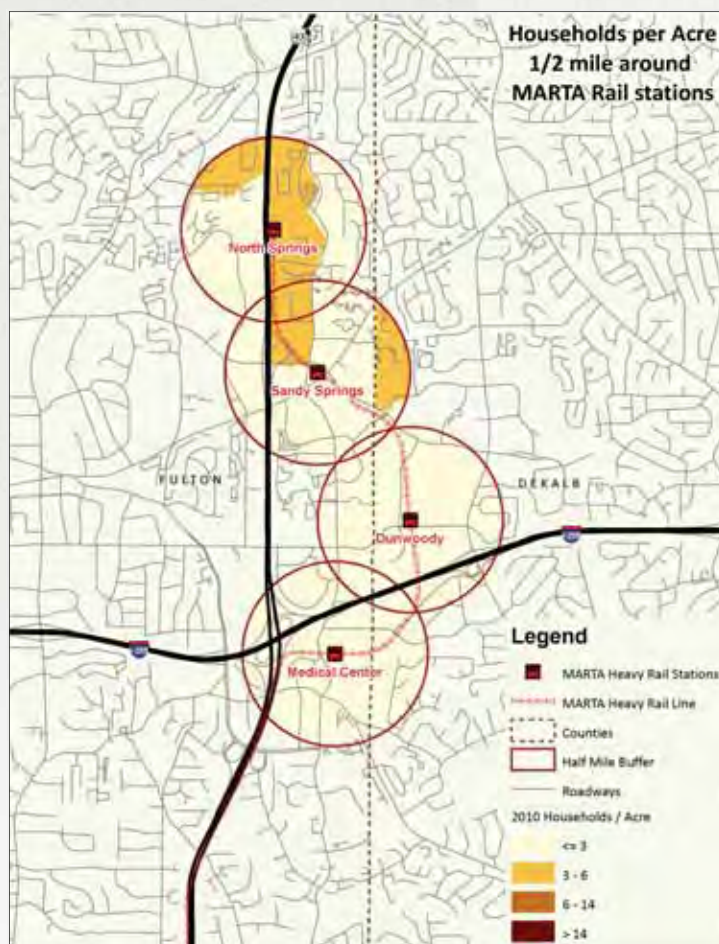 Households per Acre
1/2 mile around
MARTA Rail stations
North Springs
Sandy Springs
FULTON
DEKALB
Dunwoody
Medical Center
Legend
MARTA Heavy Rail Stations
MARTA Heavy Rail Line
Counties
Half Mile Buffer
Roadways
2010 Households / Acre
<= 3
3 - 6
6 - 14
> 14